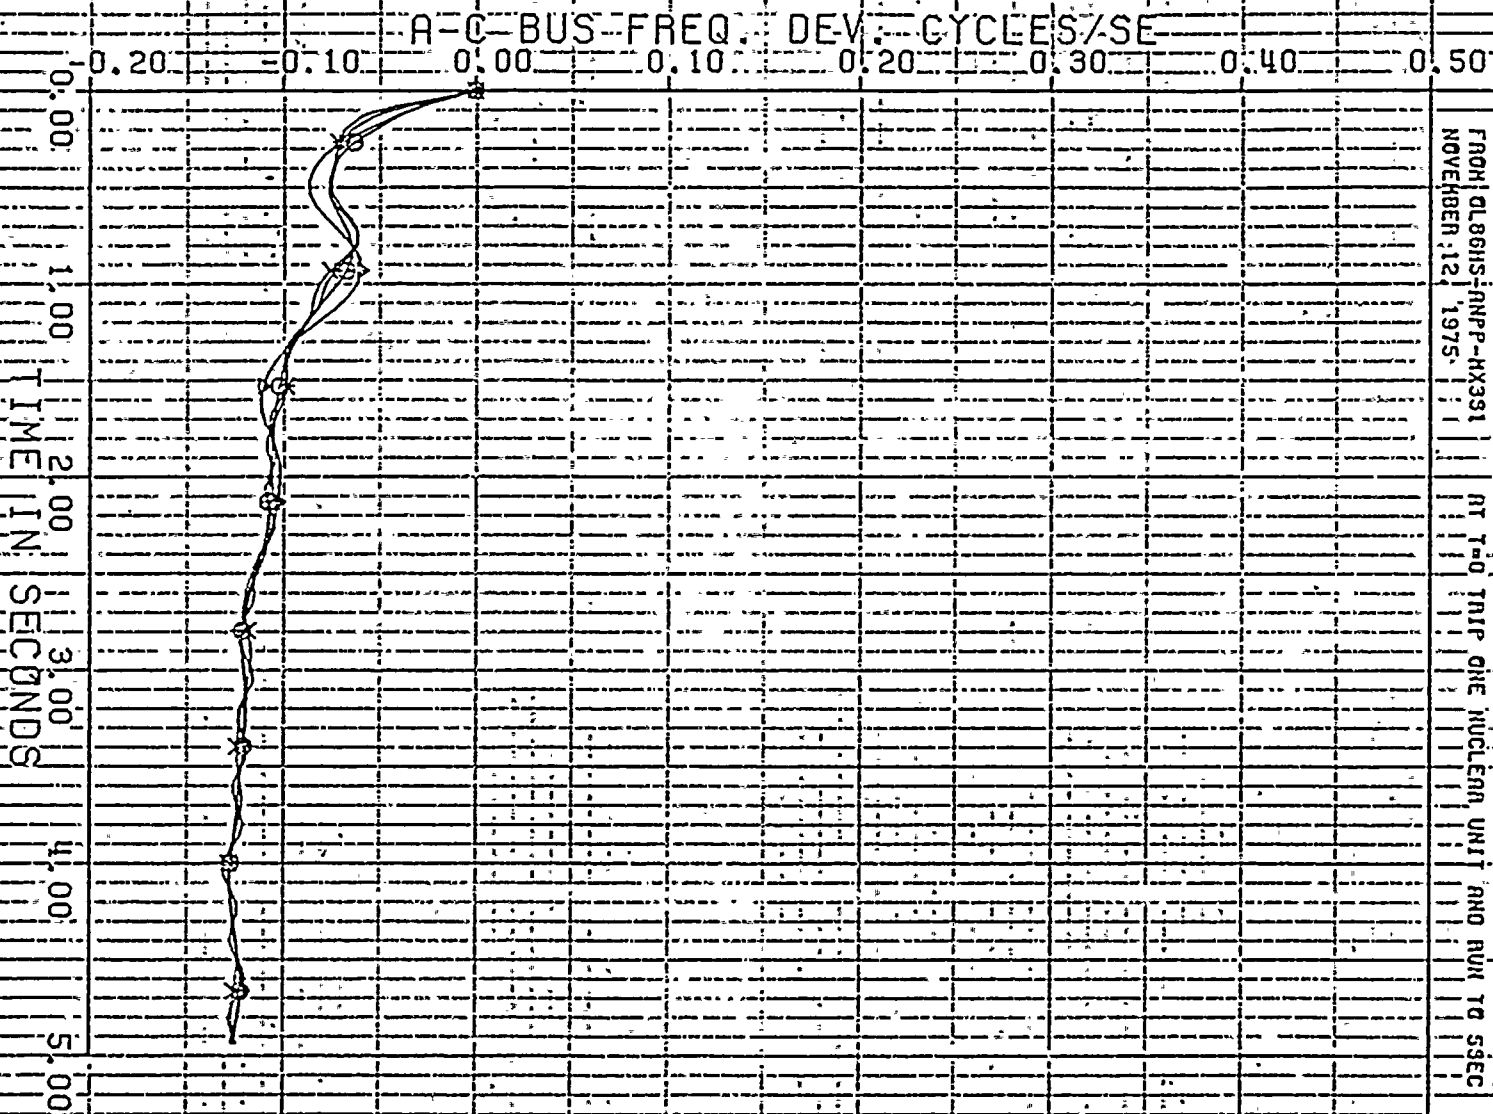 A-C BUS FREQ. DEV. CYCLES/SE
-0.20 -0.10 0.00 0.10 0.20 0.30 0.40 0.50
0.00 1.00 2.00 3.00 4.00 5.00
TIME IN SECONDS
AT T=0 TRIP ONE NUCLEAR UNIT AND RUN TO 5SEC
NOVEMBER 12, 1975